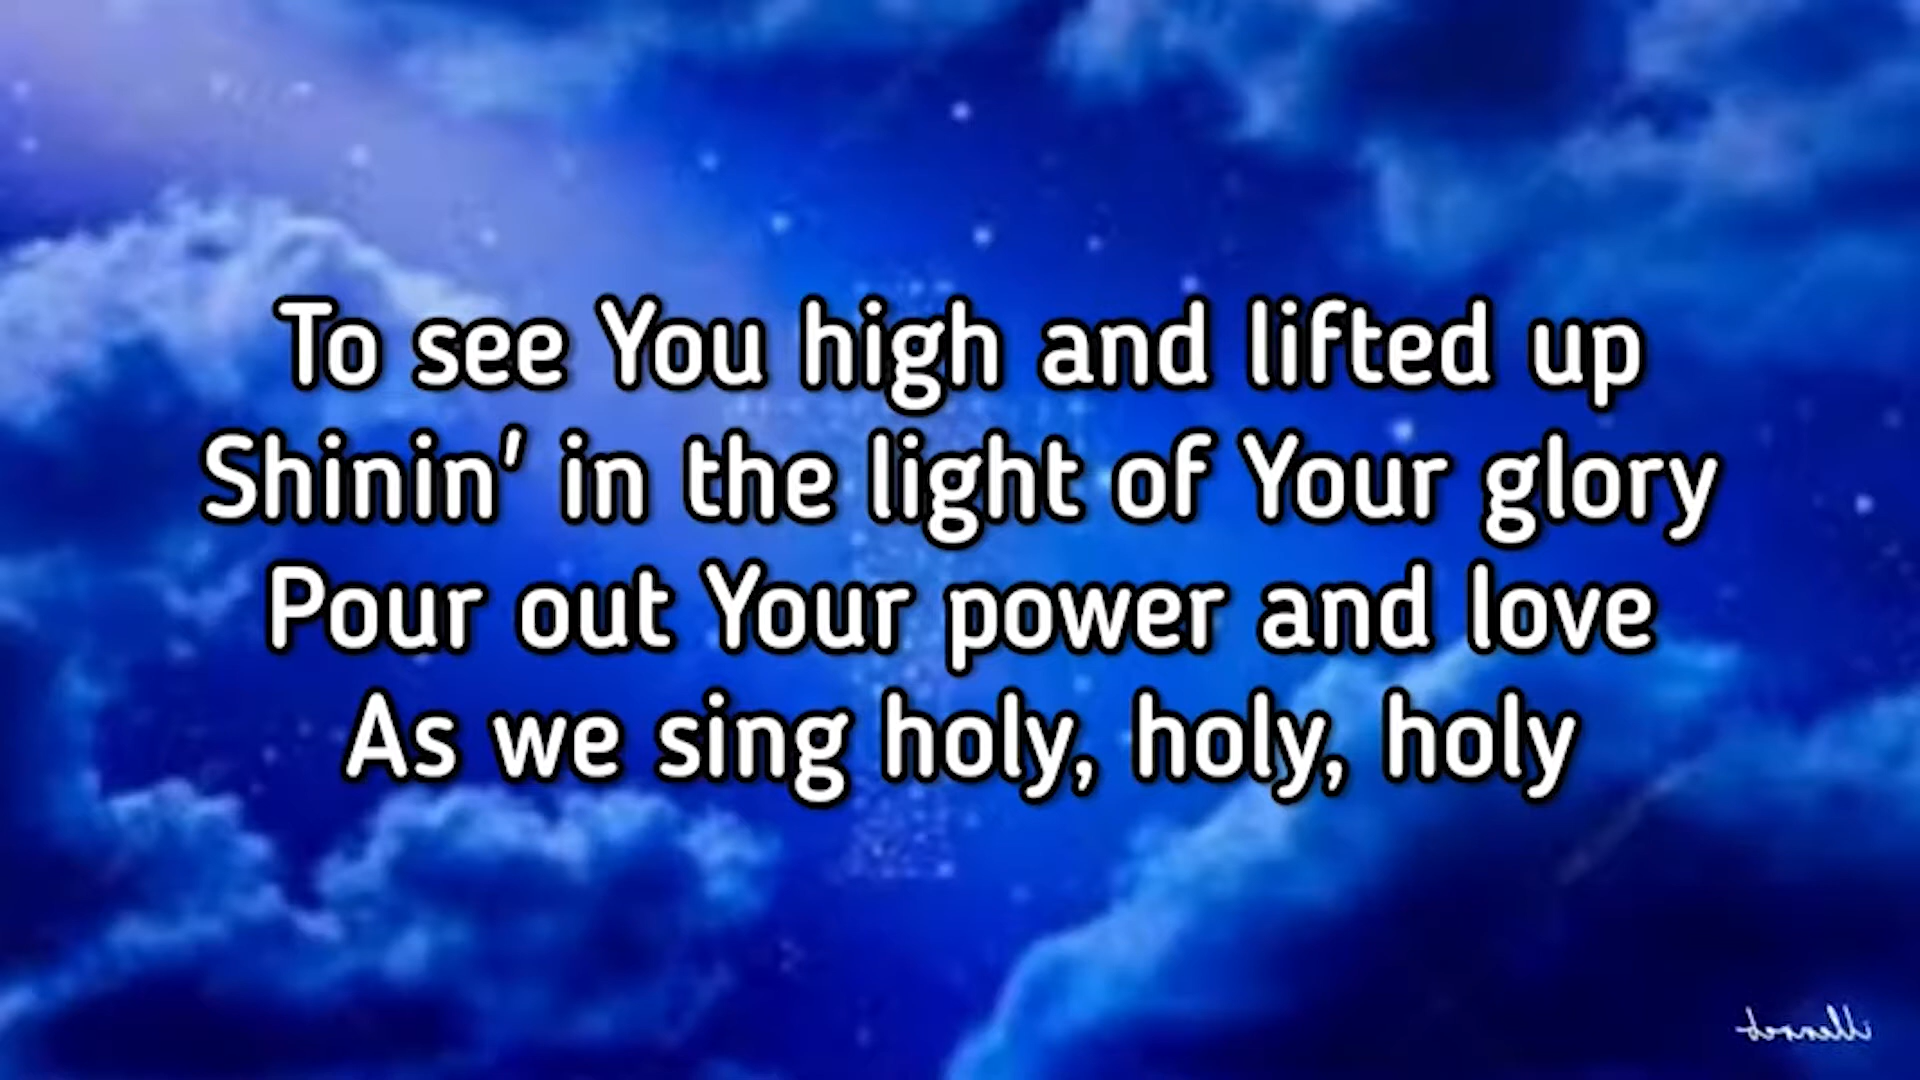 To see You high and lifted up
Shinin' in the light of Your glory
Pour out Your power and love
As we sing holy, holy, holy